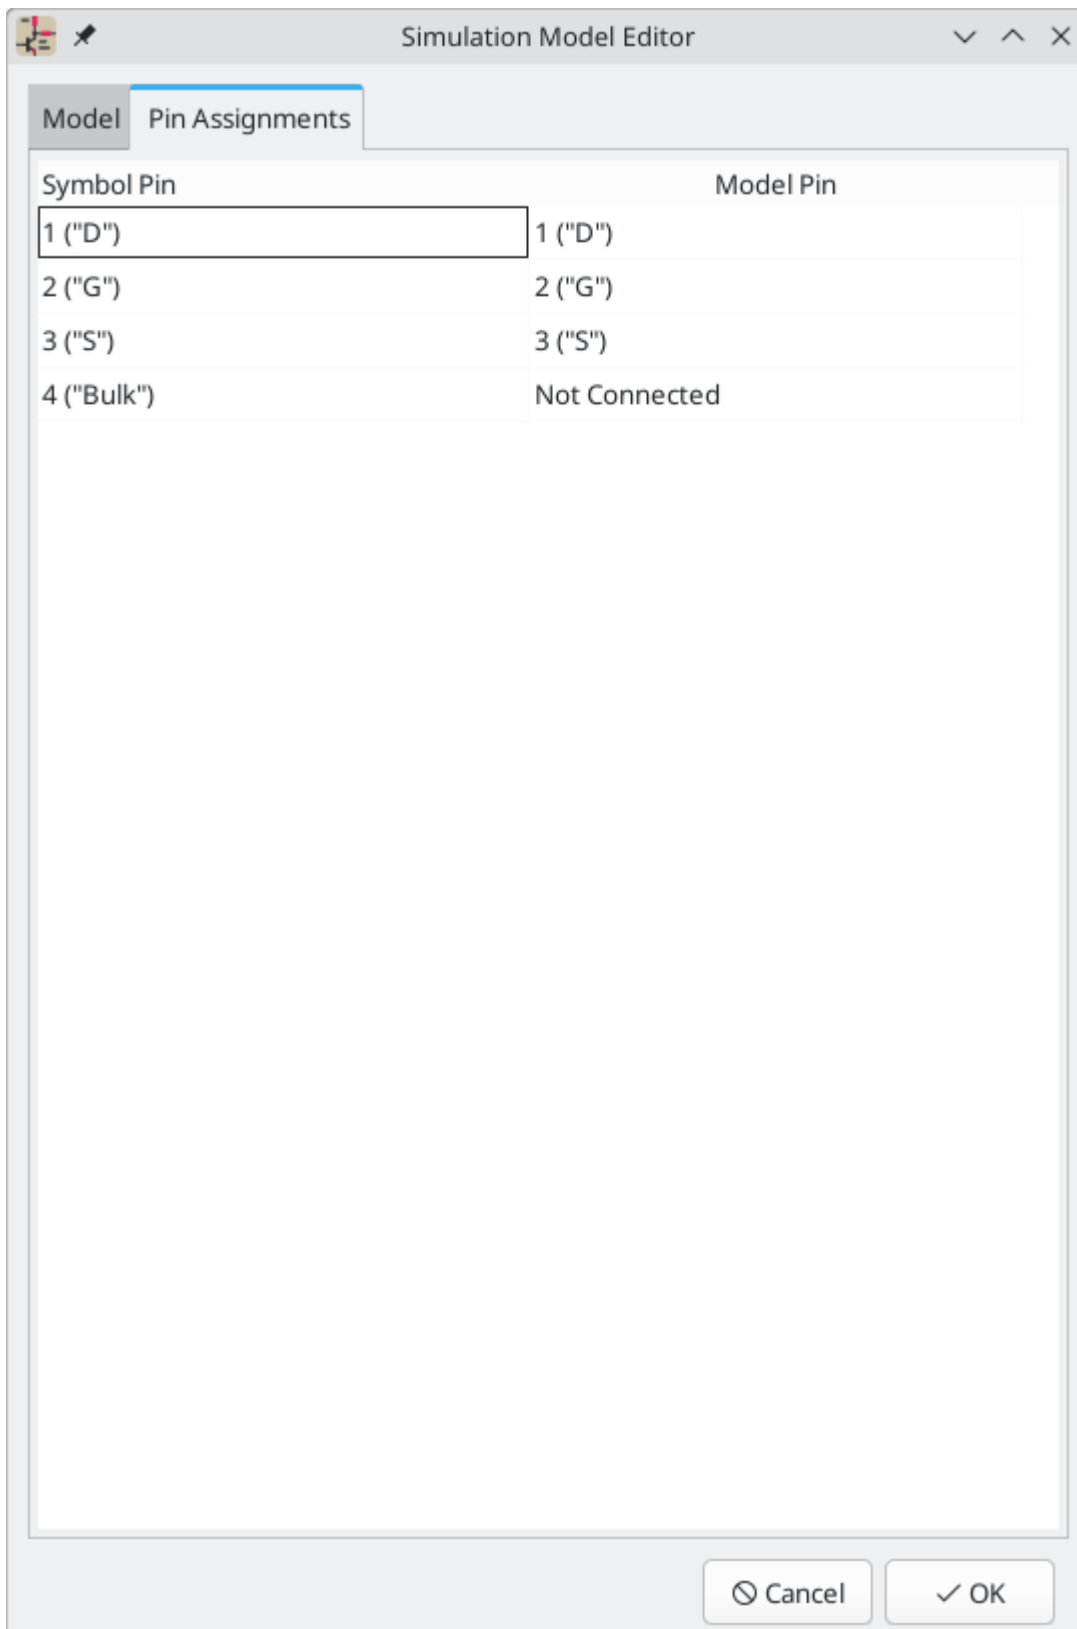 Simulation Model Editor
Model Pin Assignments
Symbol Pin Model Pin
1 ("D") 1 ("D")
2 ("G") 2 ("G")
3 ("S") 3 ("S")
4 ("Bulk") Not Connected
Cancel OK